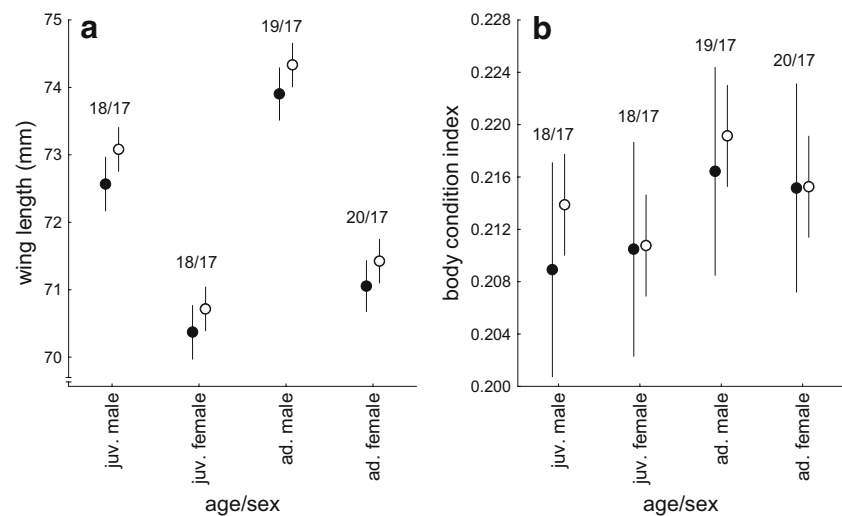 a
75
74
73
72
71
70
wing length (mm)
18/17
18/17
19/17
20/17
juv. male
juv. female
ad. male
ad. female
age/sex
b
0.228
0.224
0.220
0.216
0.212
0.208
0.204
0.200
body condition index
18/17
18/17
19/17
20/17
juv. male
juv. female
ad. male
ad. female
age/sex